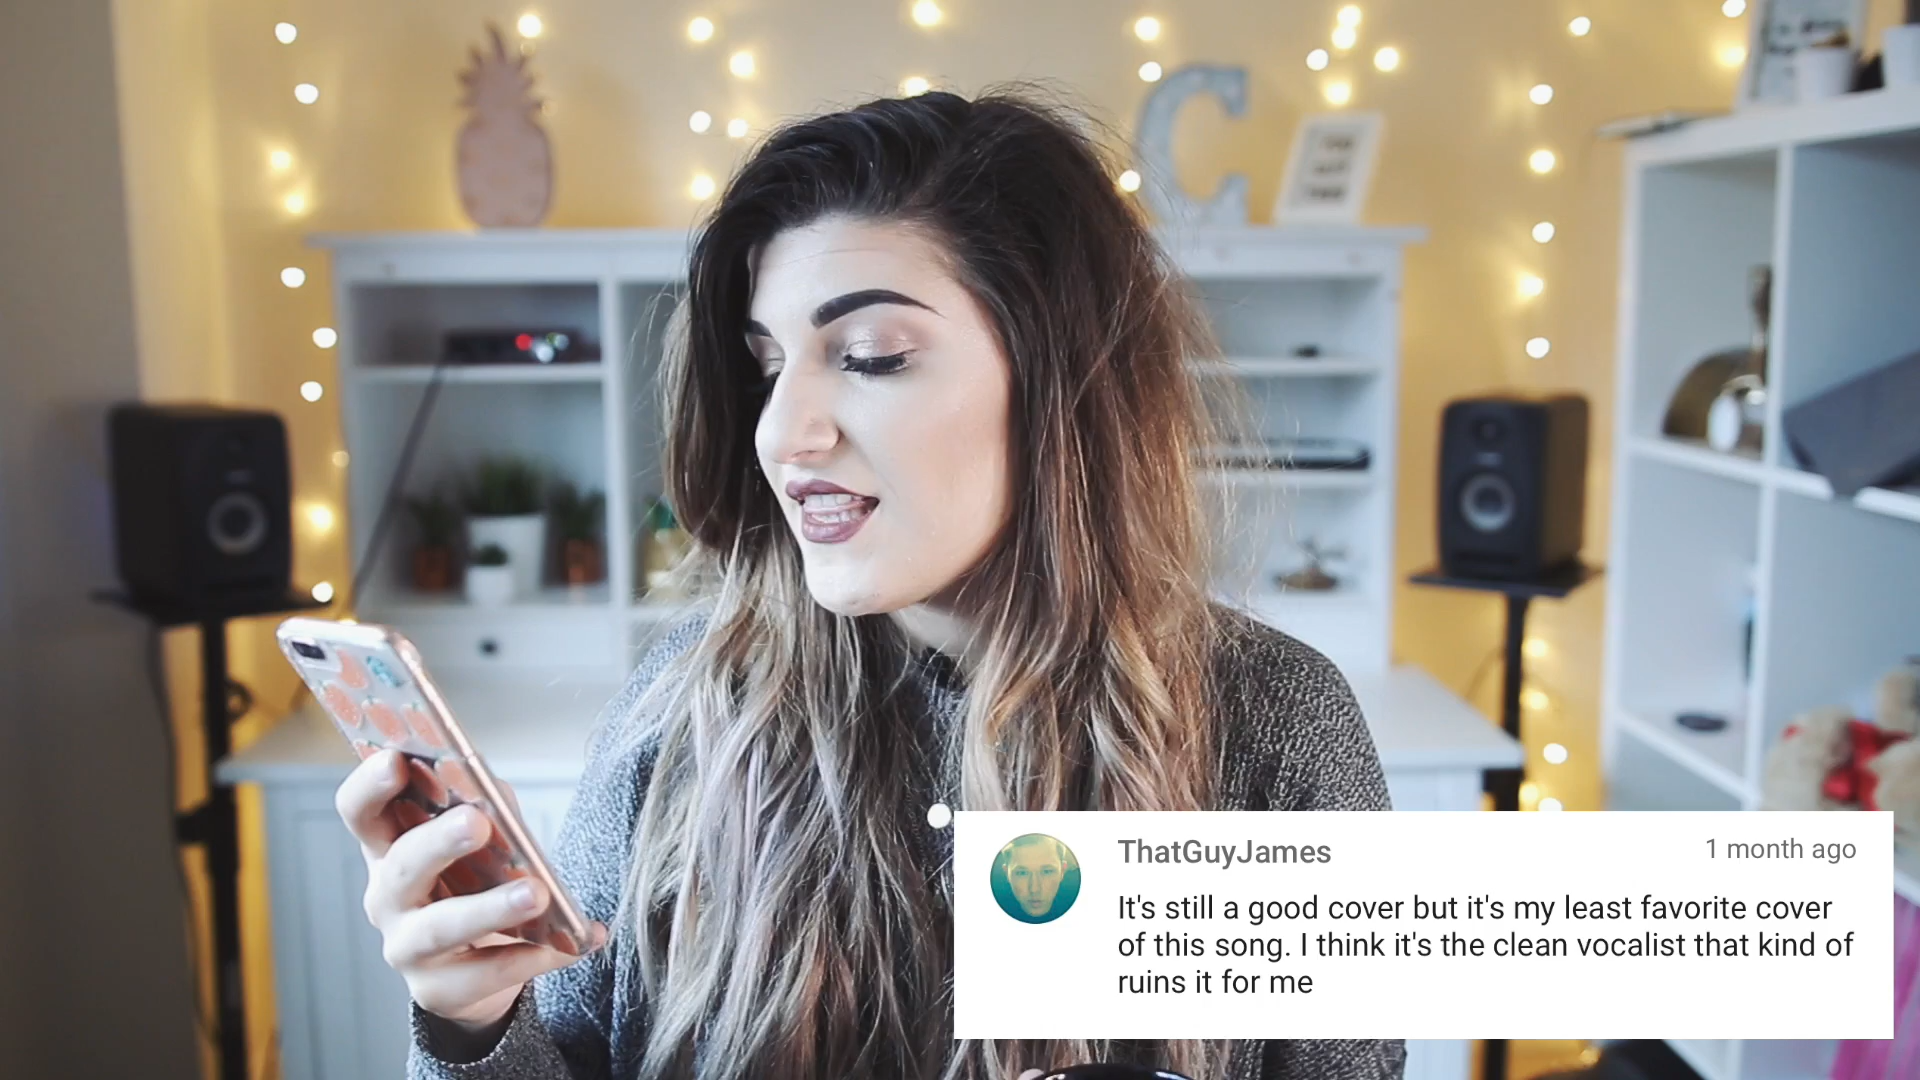 C
ThatGuyJames
1 month ago
It's still a good cover but it's my least favorite cover
of this song. I think it's the clean vocalist that kind of
ruins it for me